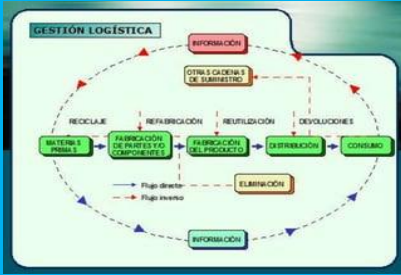 GESTIÓN LOGÍSTICA
INFORMACIÓN
OTRAS CADENAS
DE SUMINISTRO
RECICLAJE
REFABRICACIÓN
REUTILIZACIÓN
DEVOLUCIONES
MATERIAS
PRIMAS
FABRICACIÓN
DE PARTES Y/O
COMPONENTES
FABRICACIÓN
DEL PRODUCTO
DISTRIBUCIÓN
CONSUMO
Flujo directo
Flujo inverso
ELIMINACIÓN
INFORMACIÓN